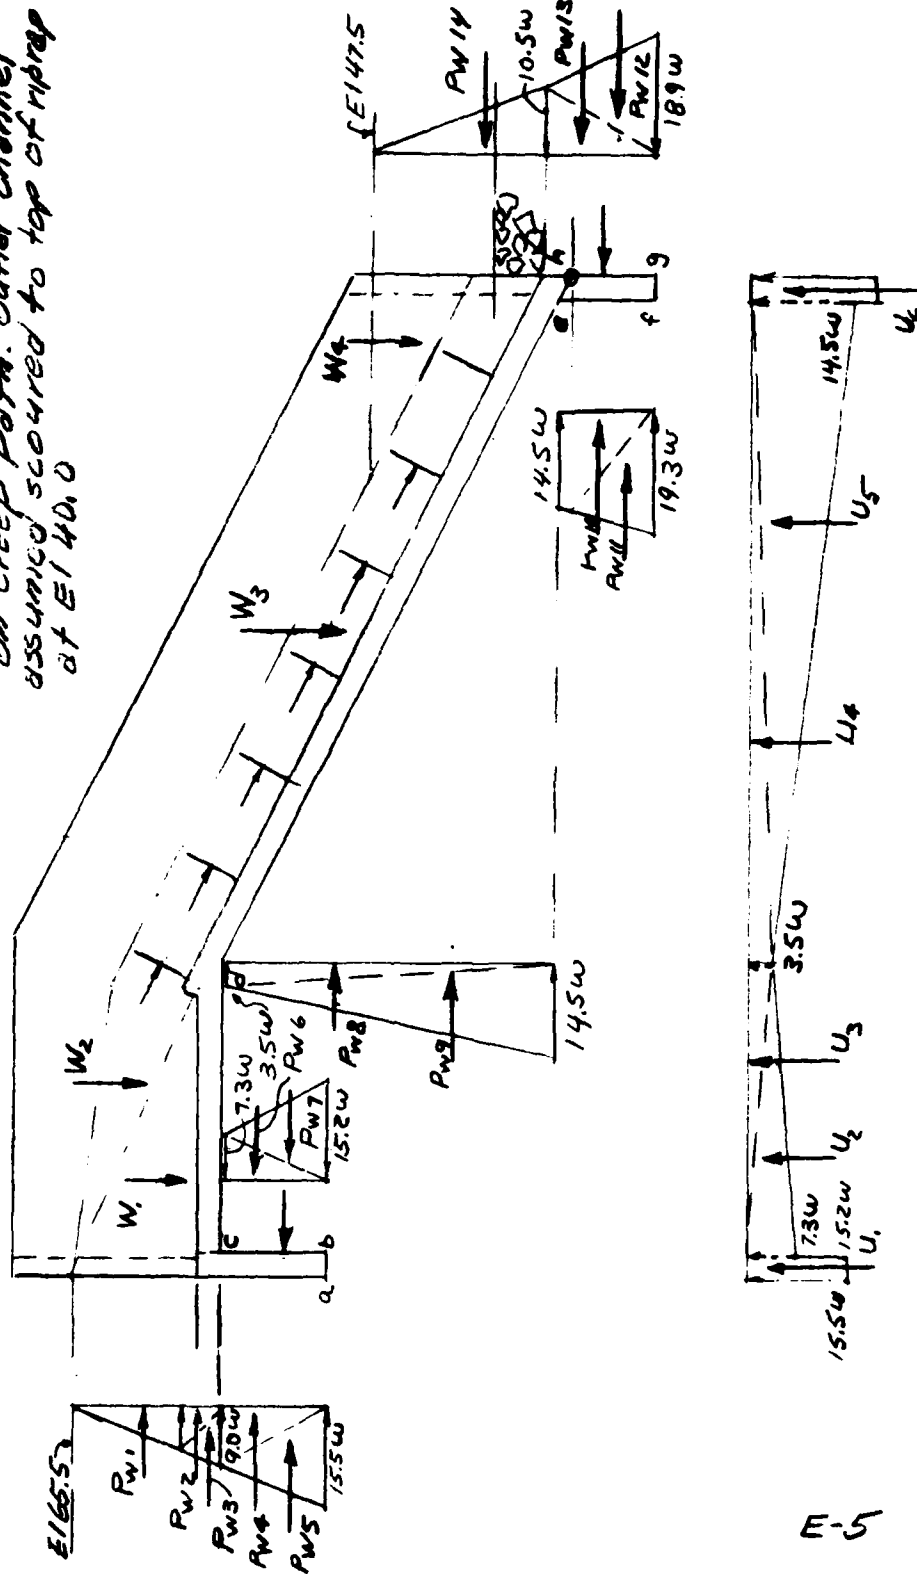 on creep path. Outlet channel
assumed scoured to top of riprap
at El 40.0
El 65.5
El 47.5
W1
W2
W3
W4
PW1
PW2
PW3
PW4
PW5
9.0W
15.5W
a
b
c
d
7.3W
3.5W
PW6
PW7
15.2W
PW8
PW9
14.5W
14.5W
PW11
19.3W
e
f
g
h
PW14
10.5W
PW13
PW12
18.9W
15.5W
7.3W
15.2W
U1
U2
U3
3.5W
U4
U5
14.5W
E-5